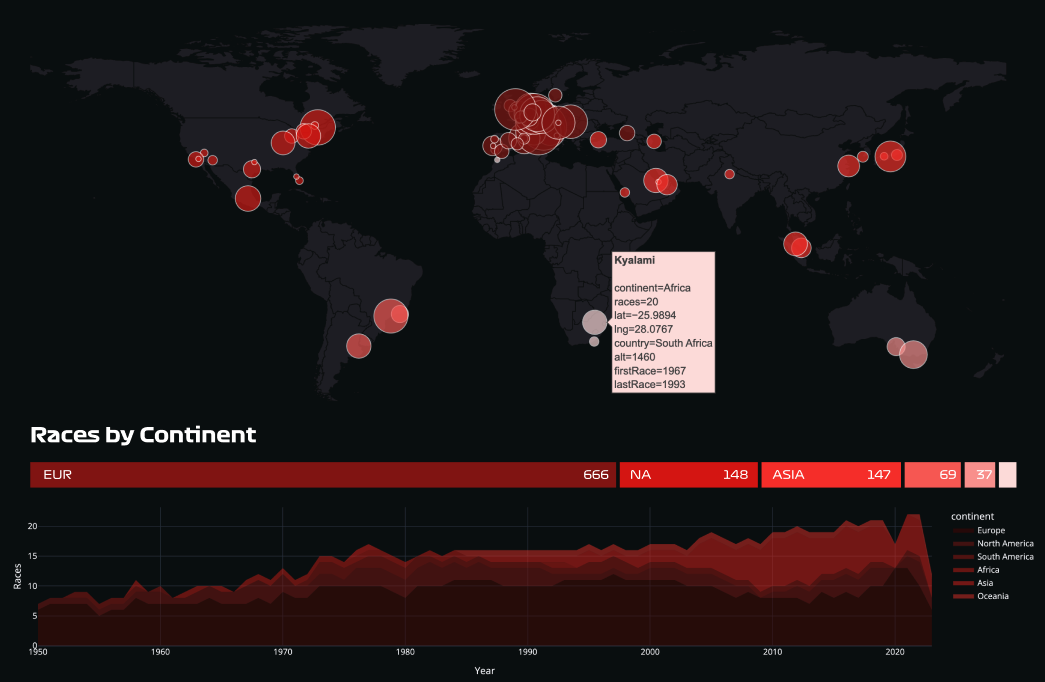 Kyalami
continent=Africa
races=20
lat=−25.9894
lng=28.0767
country=South Africa
alt=1460
firstRace=1967
lastRace=1993
Races by Continent
EUR 666 NA 148 ASIA 147 69 37
continent
Europe
North America
South America
Africa
Asia
Oceania
Races
20
15
10
5
0
1950 1960 1970 1980 1990 2000 2010 2020
Year